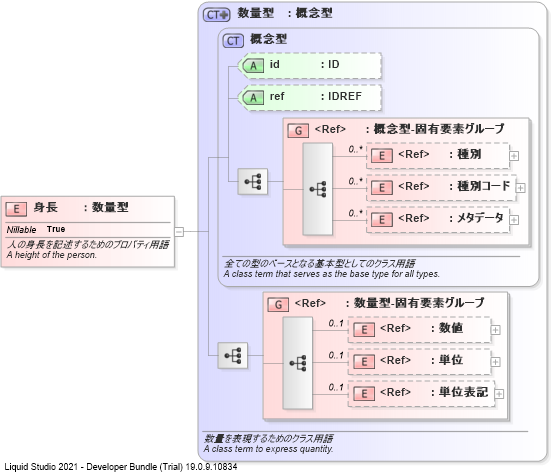 CT 数量型 : 概念型
CT 概念型
A id : ID
A ref : IDREF
G <Ref> : 概念型-固有要素グループ
0..* E <Ref> : 種別
0..* E <Ref> : 種別コード
0..* E <Ref> : メタデータ
全ての型のベースとなる基本型としてのクラス用語
A class term that serves as the base type for all types.
E 身長 : 数量型
Nillable True
人の身長を記述するためのプロパティ用語
A height of the person.
G <Ref> : 数量型-固有要素グループ
0..1 E <Ref> : 数値
0..1 E <Ref> : 単位
0..1 E <Ref> : 単位表記
数量を表現するためのクラス用語
A class term to express quantity.
Liquid Studio 2021 - Developer Bundle (Trial) 19.0.9.10834